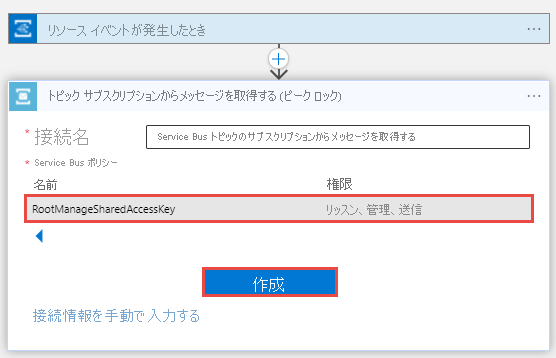 リソース イベントが発生したとき
トピック サブスクリプションからメッセージを取得する (ピーク ロック)
* 接続名
Service Bus トピックのサブスクリプションからメッセージを取得する
* Service Bus ポリシー
名前 権限
RootManageSharedAccessKey リッスン、管理、送信
作成
接続情報を手動で入力する